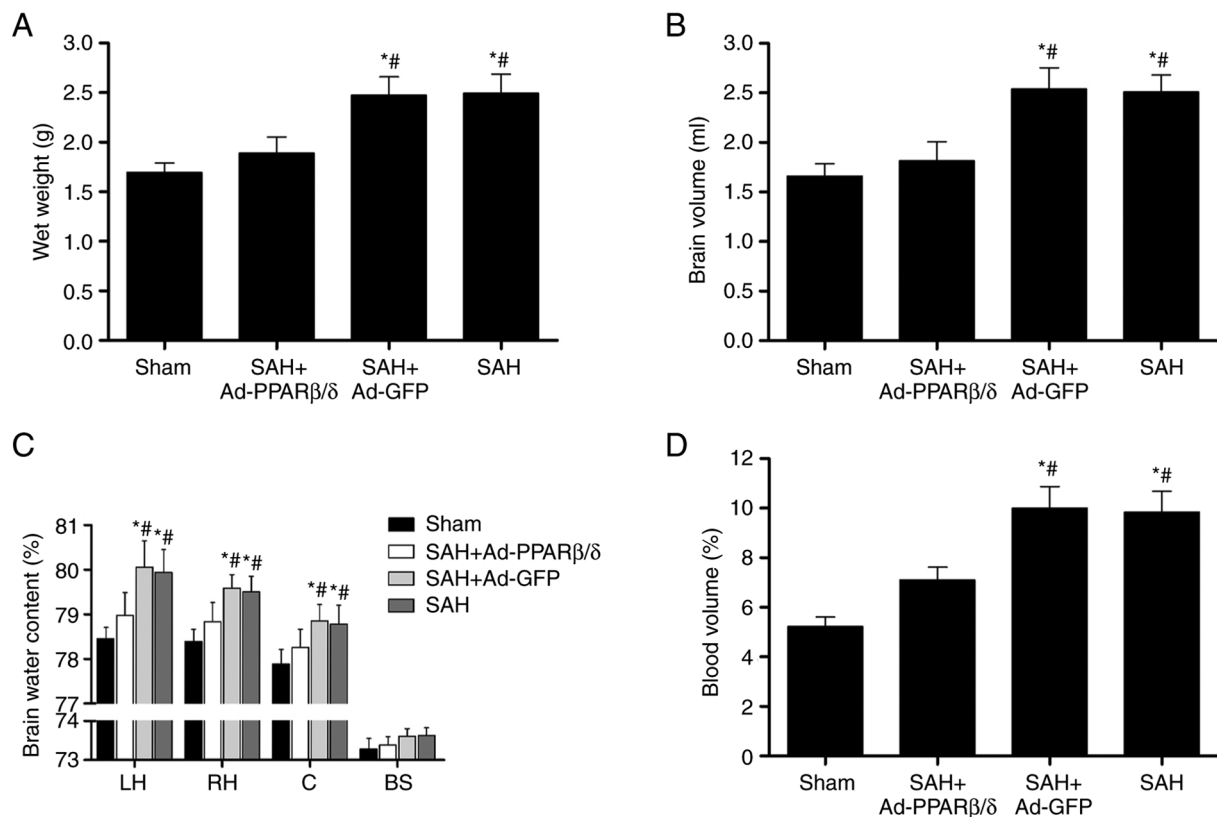 A
3.0
2.5
2.0
1.5
1.0
0.5
0.0
Wet weight (g)
*#
*#
Sham
SAH+
Ad-PPARβ/δ
SAH+
Ad-GFP
SAH
B
3.0
2.5
2.0
1.5
1.0
0.5
0.0
Brain volume (ml)
*#
*#
Sham
SAH+
Ad-PPARβ/δ
SAH+
Ad-GFP
SAH
C
81
80
79
78
77
74
73
Brain water content (%)
*#
*#
*#
*#
*#
*#
LH
RH
C
BS
Sham
SAH+Ad-PPARβ/δ
SAH+Ad-GFP
SAH
D
12
10
8
6
4
2
0
Blood volume (%)
*#
*#
Sham
SAH+
Ad-PPARβ/δ
SAH+
Ad-GFP
SAH